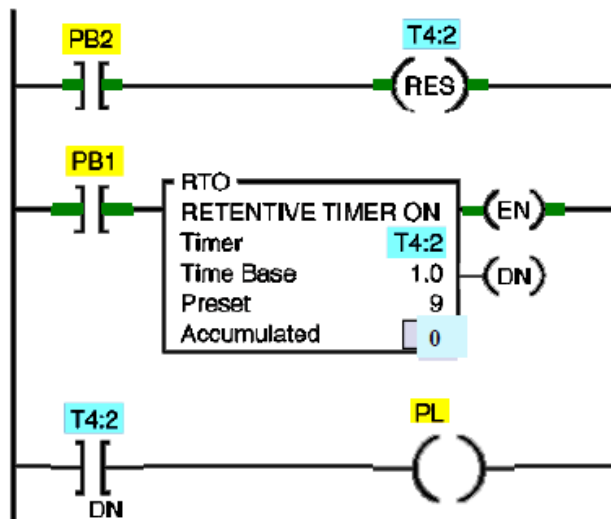 PB2
T4:2
RES
PB1
RTO
RETENTIVE TIMER ON
EN
Timer T4:2
Time Base 1.0
DN
Preset 9
Accumulated 0
T4:2
PL
DN